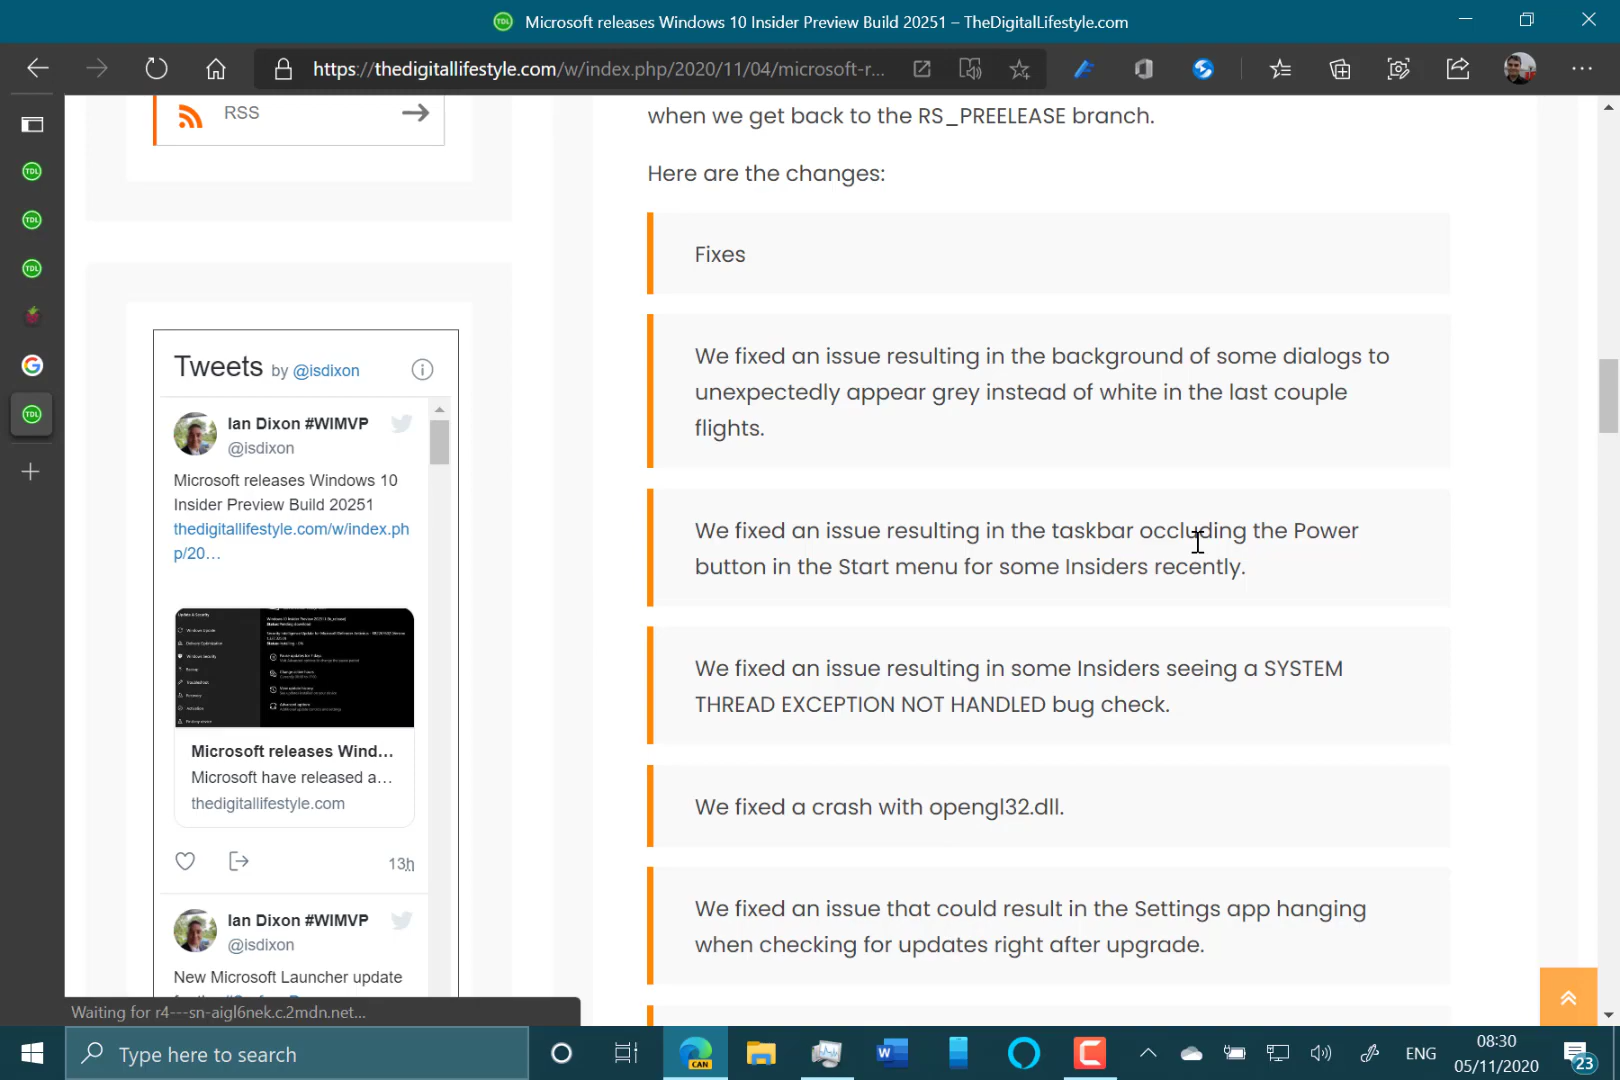 TDL Microsoft releases Windows 10 Insider Preview Build 20251 – TheDigitalLifestyle.com
https://thedigitallifestyle.com/w/index.php/2020/11/04/microsoft-r...
TDL
TDL
TDL
TDL
RSS
Tweets by @isdixon
Ian Dixon #WIMVP
@isdixon
Microsoft releases Windows 10
Insider Preview Build 20251
thedigitallifestyle.com/w/index.ph
p/20…
Microsoft releases Wind...
Microsoft have released a...
thedigitallifestyle.com
13h
Ian Dixon #WIMVP
@isdixon
New Microsoft Launcher update
when we get back to the RS_PREELEASE branch.
Here are the changes:
Fixes
We fixed an issue resulting in the background of some dialogs to
unexpectedly appear grey instead of white in the last couple
flights.
We fixed an issue resulting in the taskbar occluding the Power
button in the Start menu for some Insiders recently.
We fixed an issue resulting in some Insiders seeing a SYSTEM
THREAD EXCEPTION NOT HANDLED bug check.
We fixed a crash with opengl32.dll.
We fixed an issue that could result in the Settings app hanging
when checking for updates right after upgrade.
Waiting for r4---sn-aigl6nek.c.2mdn.net...
Type here to search
CAN
ENG
08:30
05/11/2020
23